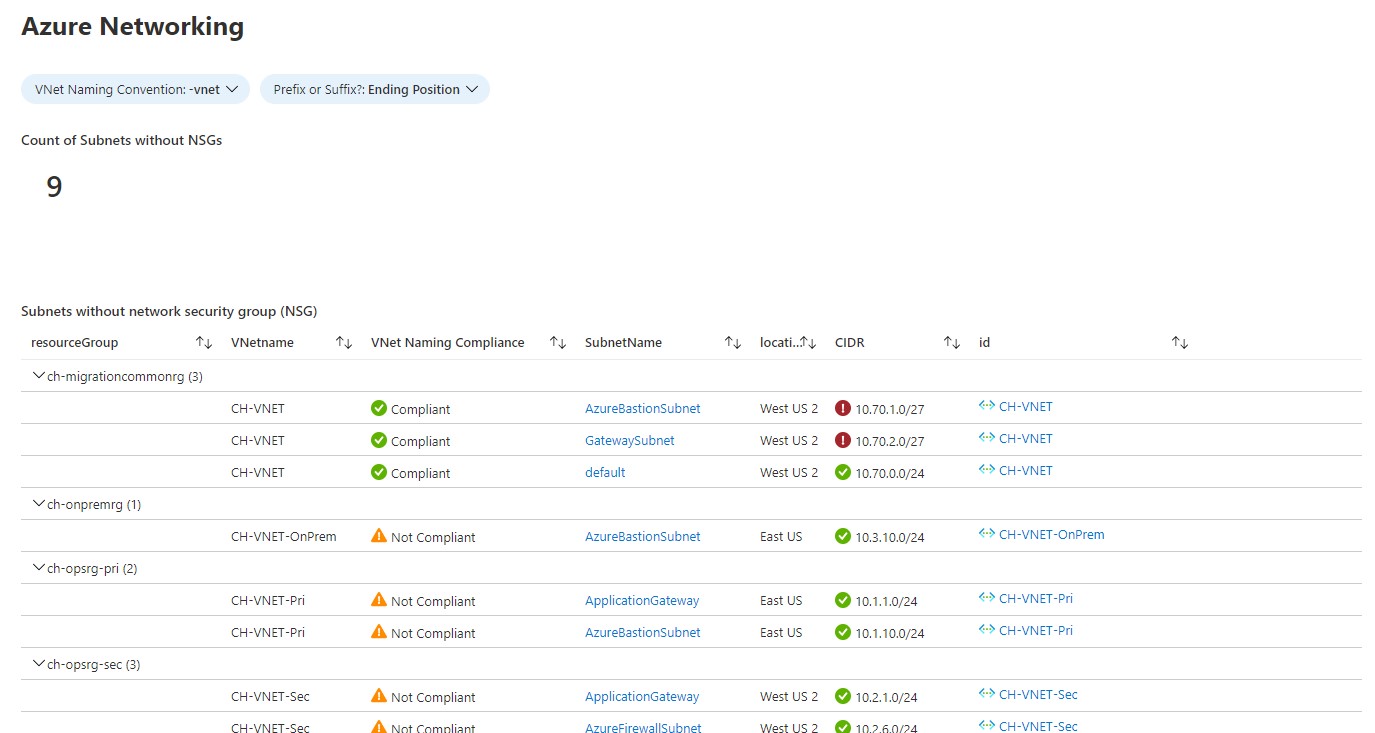 Azure Networking
VNet Naming Convention: -vnet Prefix or Suffix?: Ending Position
Count of Subnets without NSGs
9
Subnets without network security group (NSG)
resourceGroup VNetname VNet Naming Compliance SubnetName locati... CIDR id
ch-migrationcommonrg (3)
CH-VNET Compliant AzureBastionSubnet West US 2 10.70.1.0/27 CH-VNET
CH-VNET Compliant GatewaySubnet West US 2 10.70.2.0/27 CH-VNET
CH-VNET Compliant default West US 2 10.70.0.0/24 CH-VNET
ch-onpremrg (1)
CH-VNET-OnPrem Not Compliant AzureBastionSubnet East US 10.3.10.0/24 CH-VNET-OnPrem
ch-opsrg-pri (2)
CH-VNET-Pri Not Compliant ApplicationGateway East US 10.1.1.0/24 CH-VNET-Pri
CH-VNET-Pri Not Compliant AzureBastionSubnet East US 10.1.10.0/24 CH-VNET-Pri
ch-opsrg-sec (3)
CH-VNET-Sec Not Compliant ApplicationGateway West US 2 10.2.1.0/24 CH-VNET-Sec
CH-VNET-Sec Not Compliant AzureFirewallSubnet West US 2 10.2.6.0/24 CH-VNET-Sec